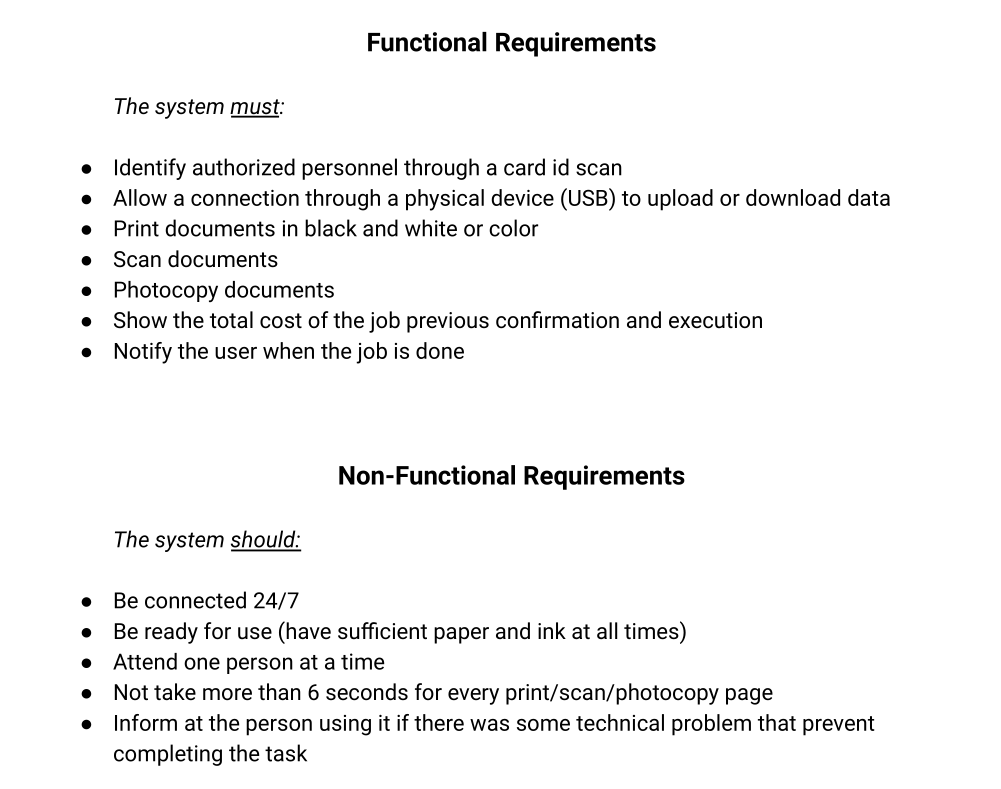 Functional Requirements
The system must:
● Identify authorized personnel through a card id scan
● Allow a connection through a physical device (USB) to upload or download data
● Print documents in black and white or color
● Scan documents
● Photocopy documents
● Show the total cost of the job previous confirmation and execution
● Notify the user when the job is done
Non-Functional Requirements
The system should:
● Be connected 24/7
● Be ready for use (have sufficient paper and ink at all times)
● Attend one person at a time
● Not take more than 6 seconds for every print/scan/photocopy page
● Inform at the person using it if there was some technical problem that prevent
completing the task